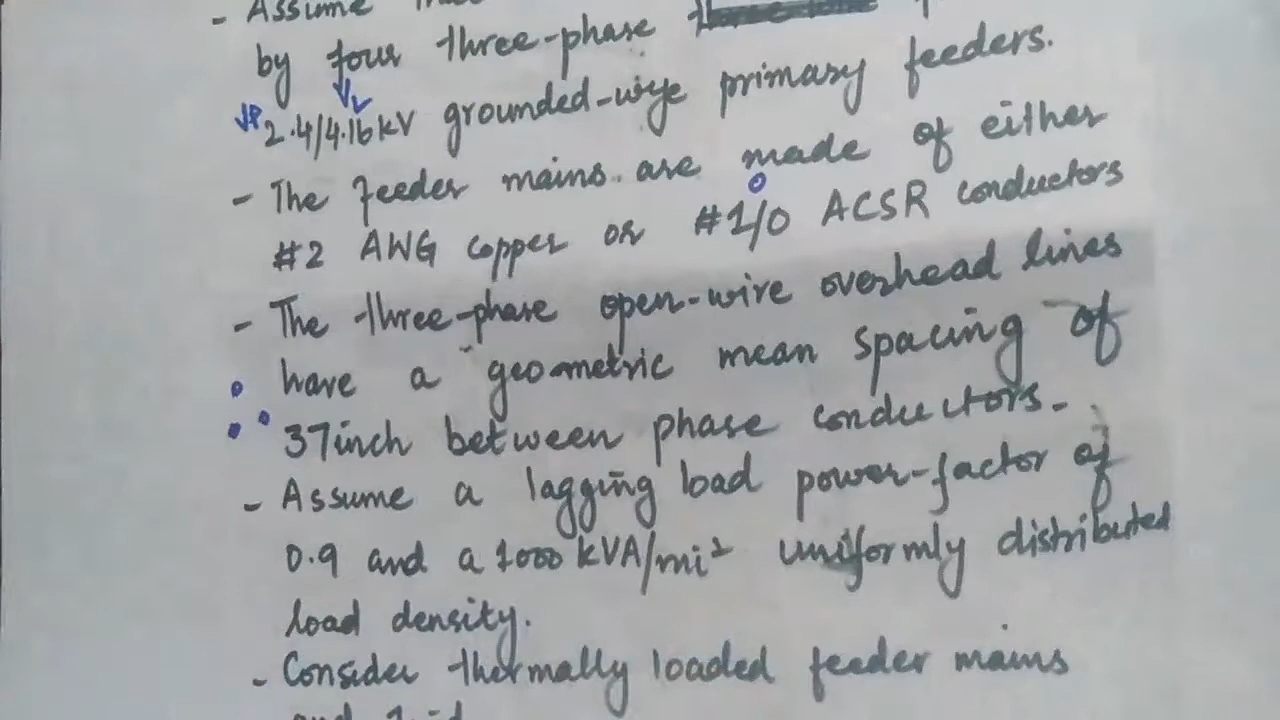 - Assume
by four three-phase
2.4/4.16kV grounded-wye primary feeders.
- The feeder mains are made of either
#2 AWG copper or #1/0 ACSR conductors
- The three-phase open-wire overhead lines
have a geometric mean spacing of
37inch between phase conductors.
- Assume a lagging load power-factor of
0.9 and a 1000 kVA/mi² uniformly distributed
load density.
- Consider thermally loaded feeder mains